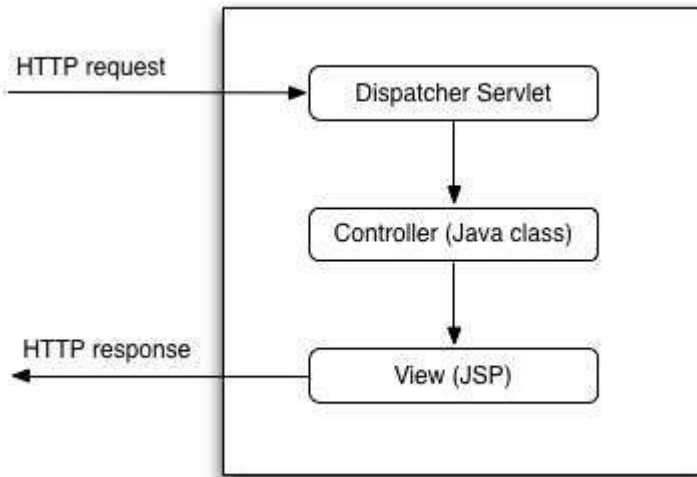 HTTP request
Dispatcher Servlet
Controller (Java class)
HTTP response
View (JSP)